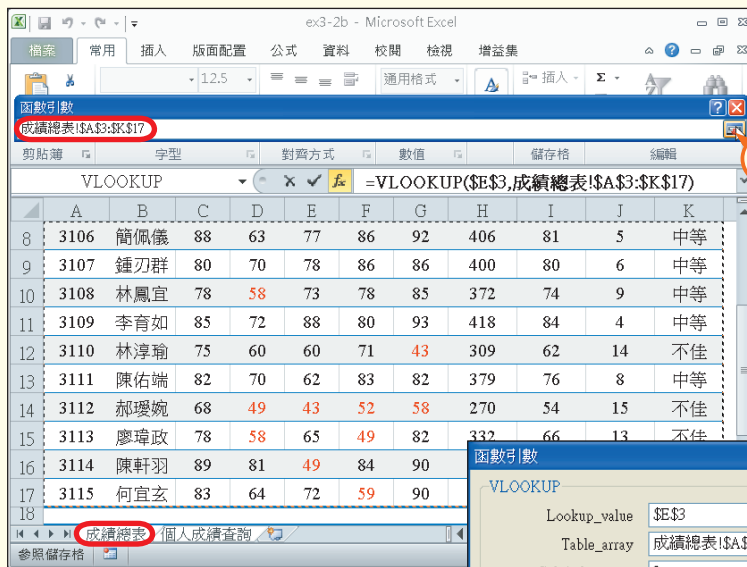 ex3-2b - Microsoft Excel
檔案 常用 插入 版面配置 公式 資料 校閱 檢視 增益集
12.5 通用格式 A 插入 Σ
函數引數
成績總表!$A$3:$K$17
剪貼簿 字型 對齊方式 數值 儲存格 編輯
VLOOKUP fx =VLOOKUP($E$3,成績總表!$A$3:$K$17)
A B C D E F G H I J K
8 3106 簡佩儀 88 63 77 86 92 406 81 5 中等
9 3107 鍾刃群 80 70 78 86 86 400 80 6 中等
10 3108 林鳳宜 78 58 73 78 85 372 74 9 中等
11 3109 李育如 85 72 88 80 93 418 84 4 中等
12 3110 林淳瑜 75 60 60 71 43 309 62 14 不佳
13 3111 陳佑端 82 70 62 83 82 379 76 8 中等
14 3112 郝璦婉 68 49 43 52 58 270 54 15 不佳
15 3113 廖瑋政 78 58 65 49 82 332 66 13 不佳
16 3114 陳軒羽 89 81 49 84 90
17 3115 何宜玄 83 64 72 59 90
18
函數引數
VLOOKUP
Lookup_value $E$3
Table_array 成績總表!$A$
成績總表 個人成績查詢
參照儲存格